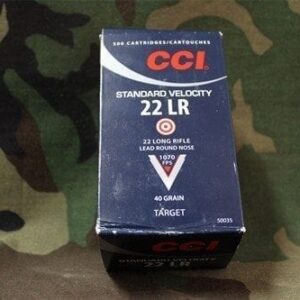 500 CARTRIDGES/CARTOUCHES
CCI
STANDARD VELOCITY
22 LR
22 LONG RIFLE
LEAD ROUND NOSE
1070
FPS
40 GRAIN
TARGET
50035
STANDARD VELOCITY
22 LR